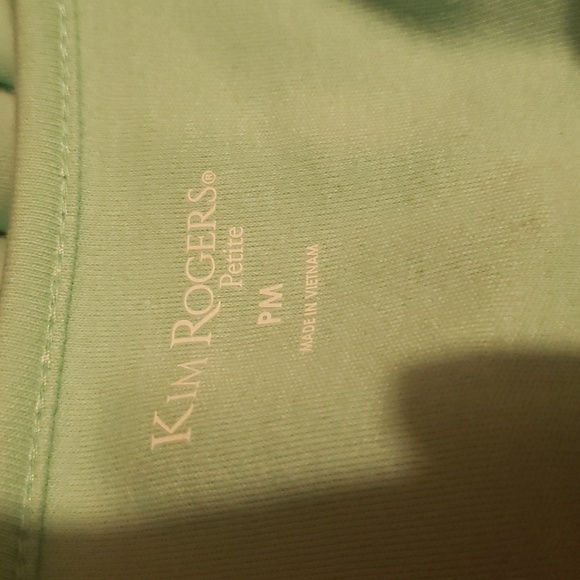 KIM ROGERS®
Petite
PM
MADE IN VIETNAM